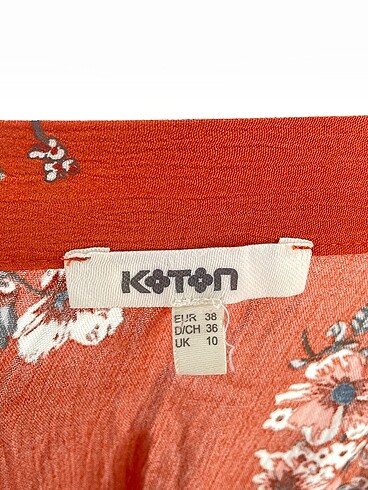 KOTON
EUR 38
D/CH 36
UK 10